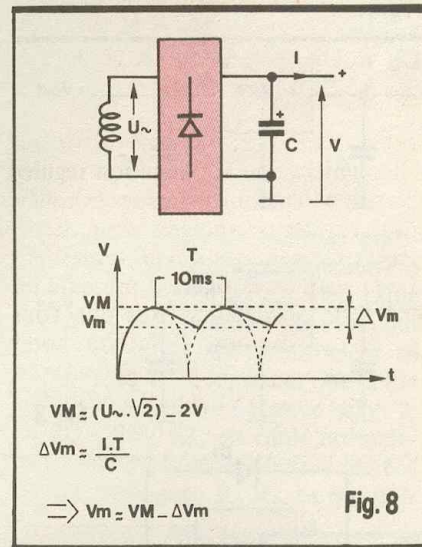 I
+
U~
+
C
V
V
T
10ms
VM
Vm
ΔVm
t
VM ≃ (U~.√2) _ 2V
ΔVm ≃ I.T
C
⇒ Vm ≃ VM _ ΔVm
Fig. 8